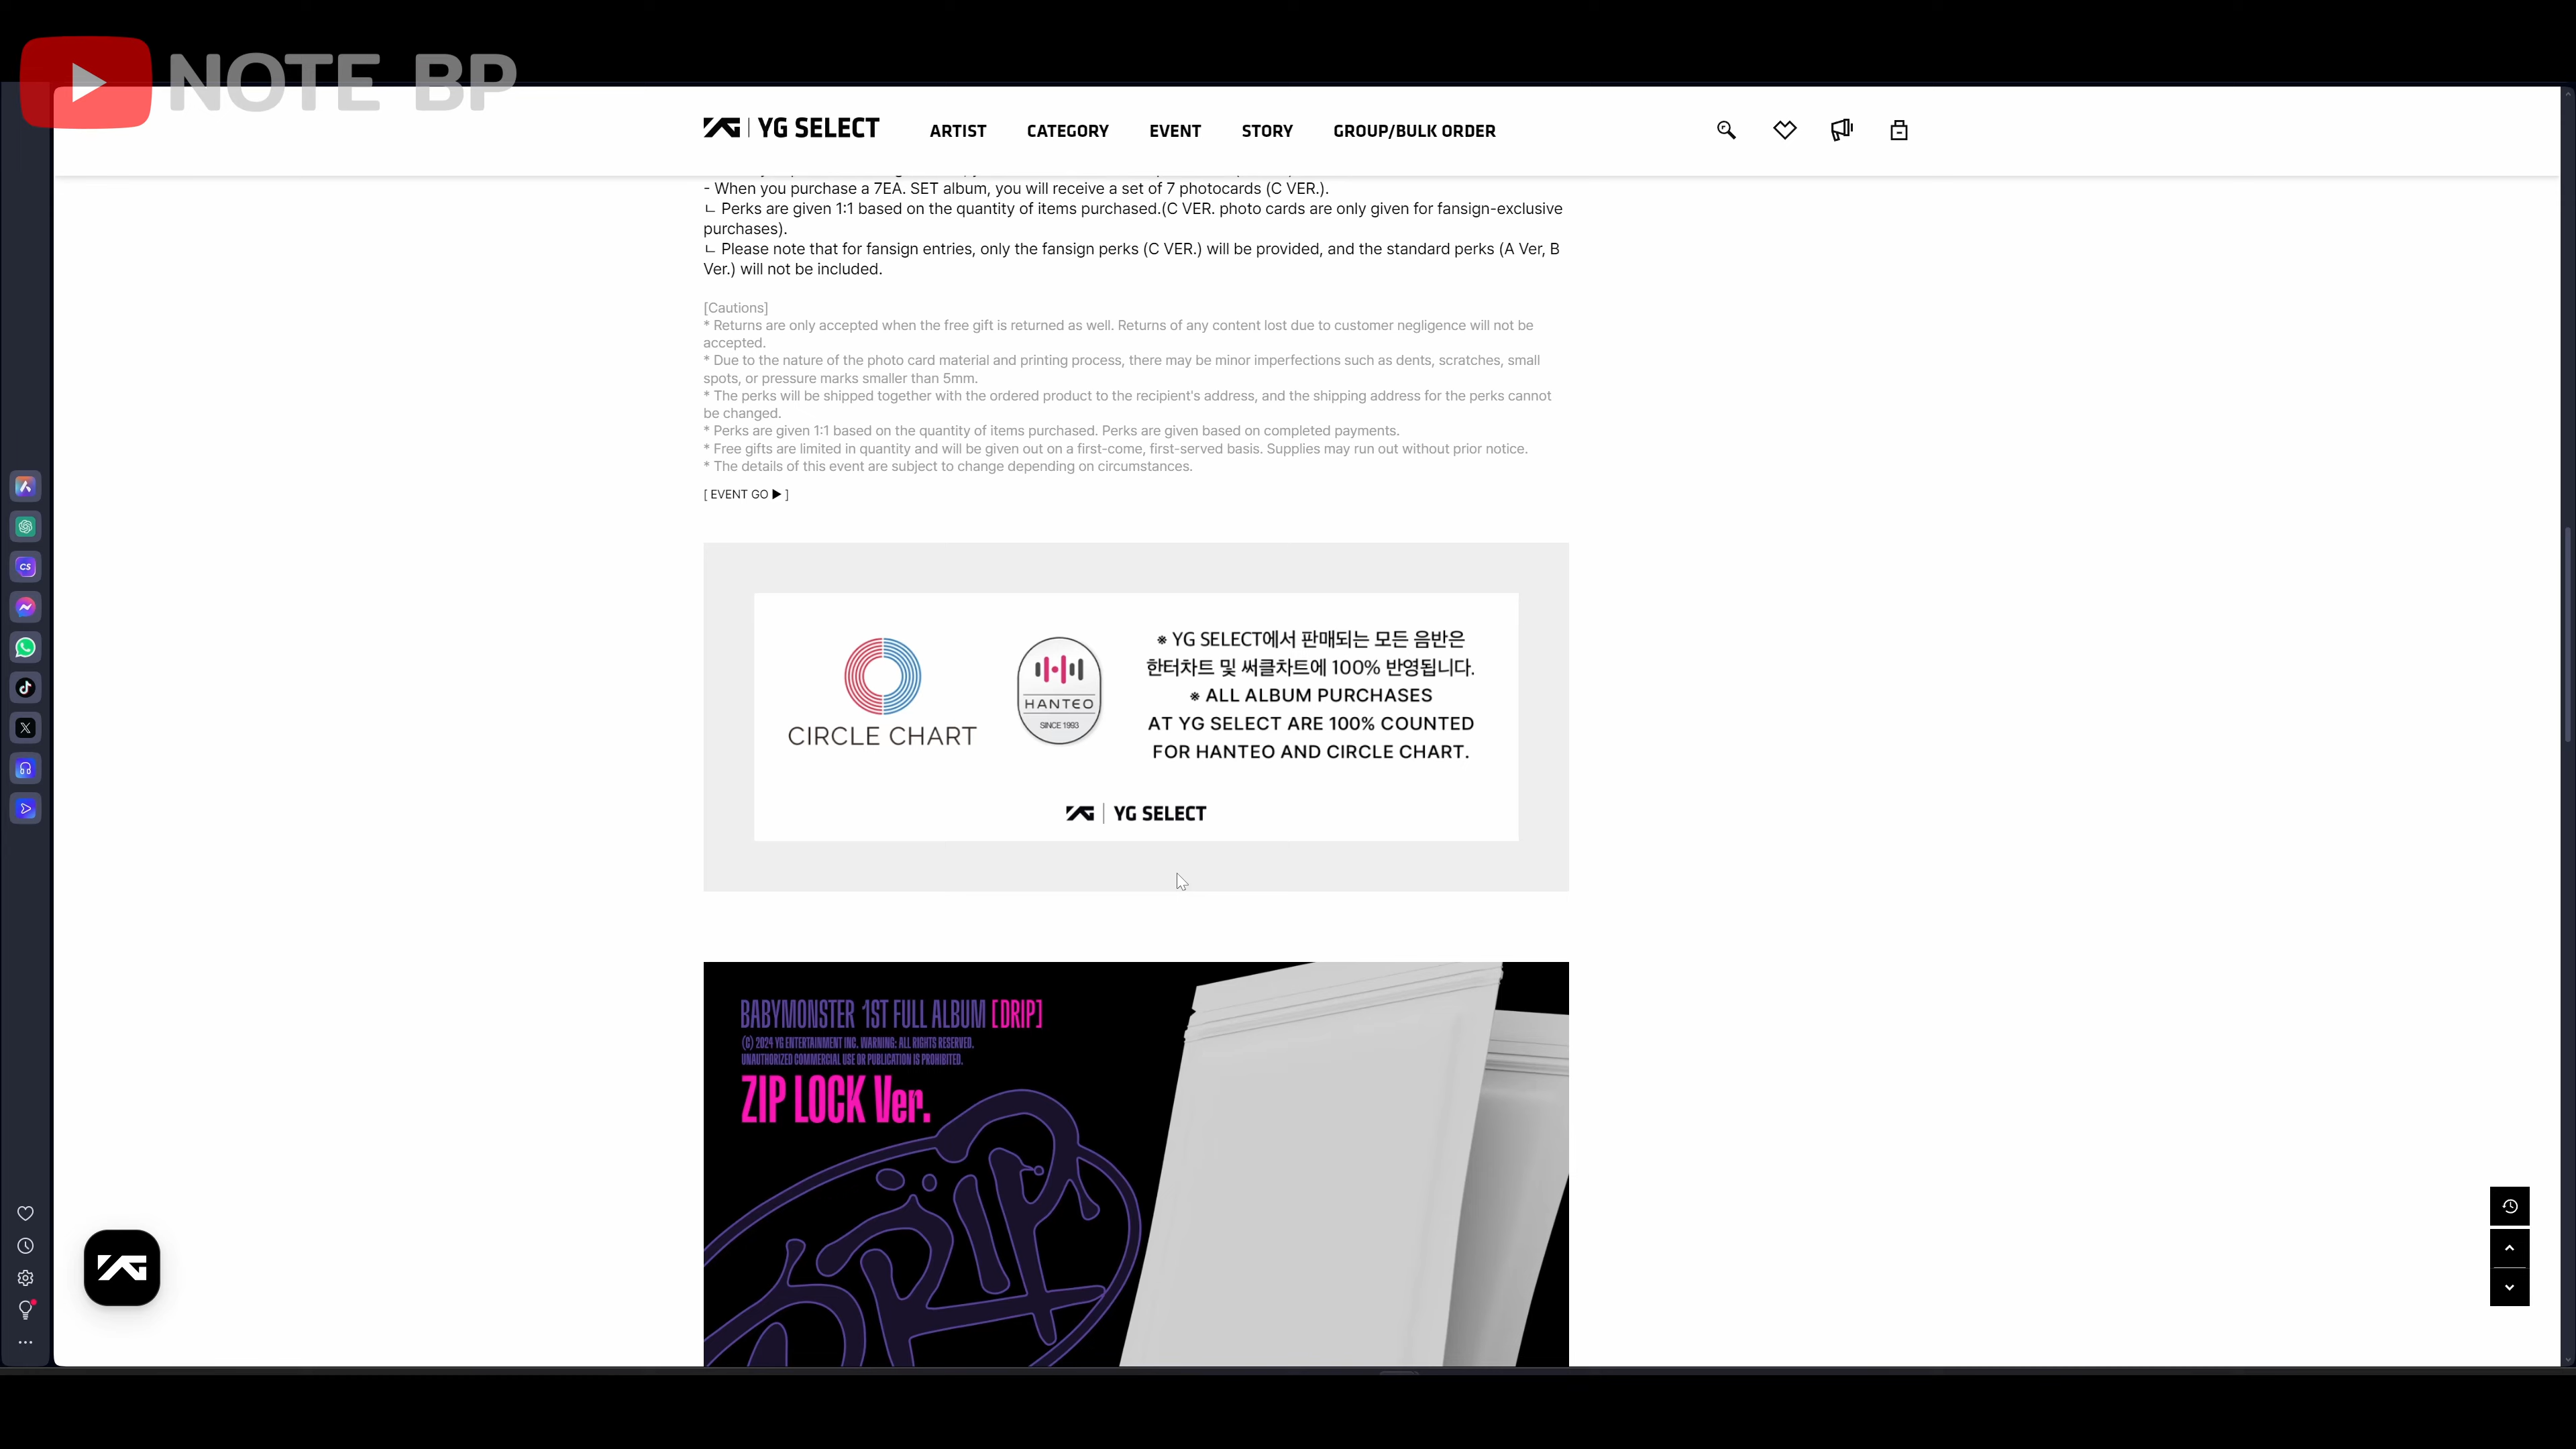 NOTE BP
YG SELECT
ARTIST CATEGORY EVENT STORY GROUP/BULK ORDER
- When you purchase a 7EA. SET album, you will receive a set of 7 photocards (C VER.).
ㄴ Perks are given 1:1 based on the quantity of items purchased.(C VER. photo cards are only given for fansign-exclusive
purchases).
ㄴ Please note that for fansign entries, only the fansign perks (C VER.) will be provided, and the standard perks (A Ver, B
Ver.) will not be included.
[Cautions]
* Returns are only accepted when the free gift is returned as well. Returns of any content lost due to customer negligence will not be
accepted.
* Due to the nature of the photo card material and printing process, there may be minor imperfections such as dents, scratches, small
spots, or pressure marks smaller than 5mm.
* The perks will be shipped together with the ordered product to the recipient's address, and the shipping address for the perks cannot
be changed.
* Perks are given 1:1 based on the quantity of items purchased. Perks are given based on completed payments.
* Free gifts are limited in quantity and will be given out on a first-come, first-served basis. Supplies may run out without prior notice.
* The details of this event are subject to change depending on circumstances.
[ EVENT GO ▶ ]
CIRCLE CHART
HANTEO
SINCE 1993
※ YG SELECT에서 판매되는 모든 음반은
한터차트 및 써클차트에 100% 반영됩니다.
※ ALL ALBUM PURCHASES
AT YG SELECT ARE 100% COUNTED
FOR HANTEO AND CIRCLE CHART.
YG SELECT
BABYMONSTER 1ST FULL ALBUM [DRIP]
(C) 2024 YG ENTERTAINMENT INC. WARNING: ALL RIGHTS RESERVED.
UNAUTHORIZED COMMERCIAL USE OR PUBLICATION IS PROHIBITED.
ZIP LOCK Ver.
DRIP
YG
CS